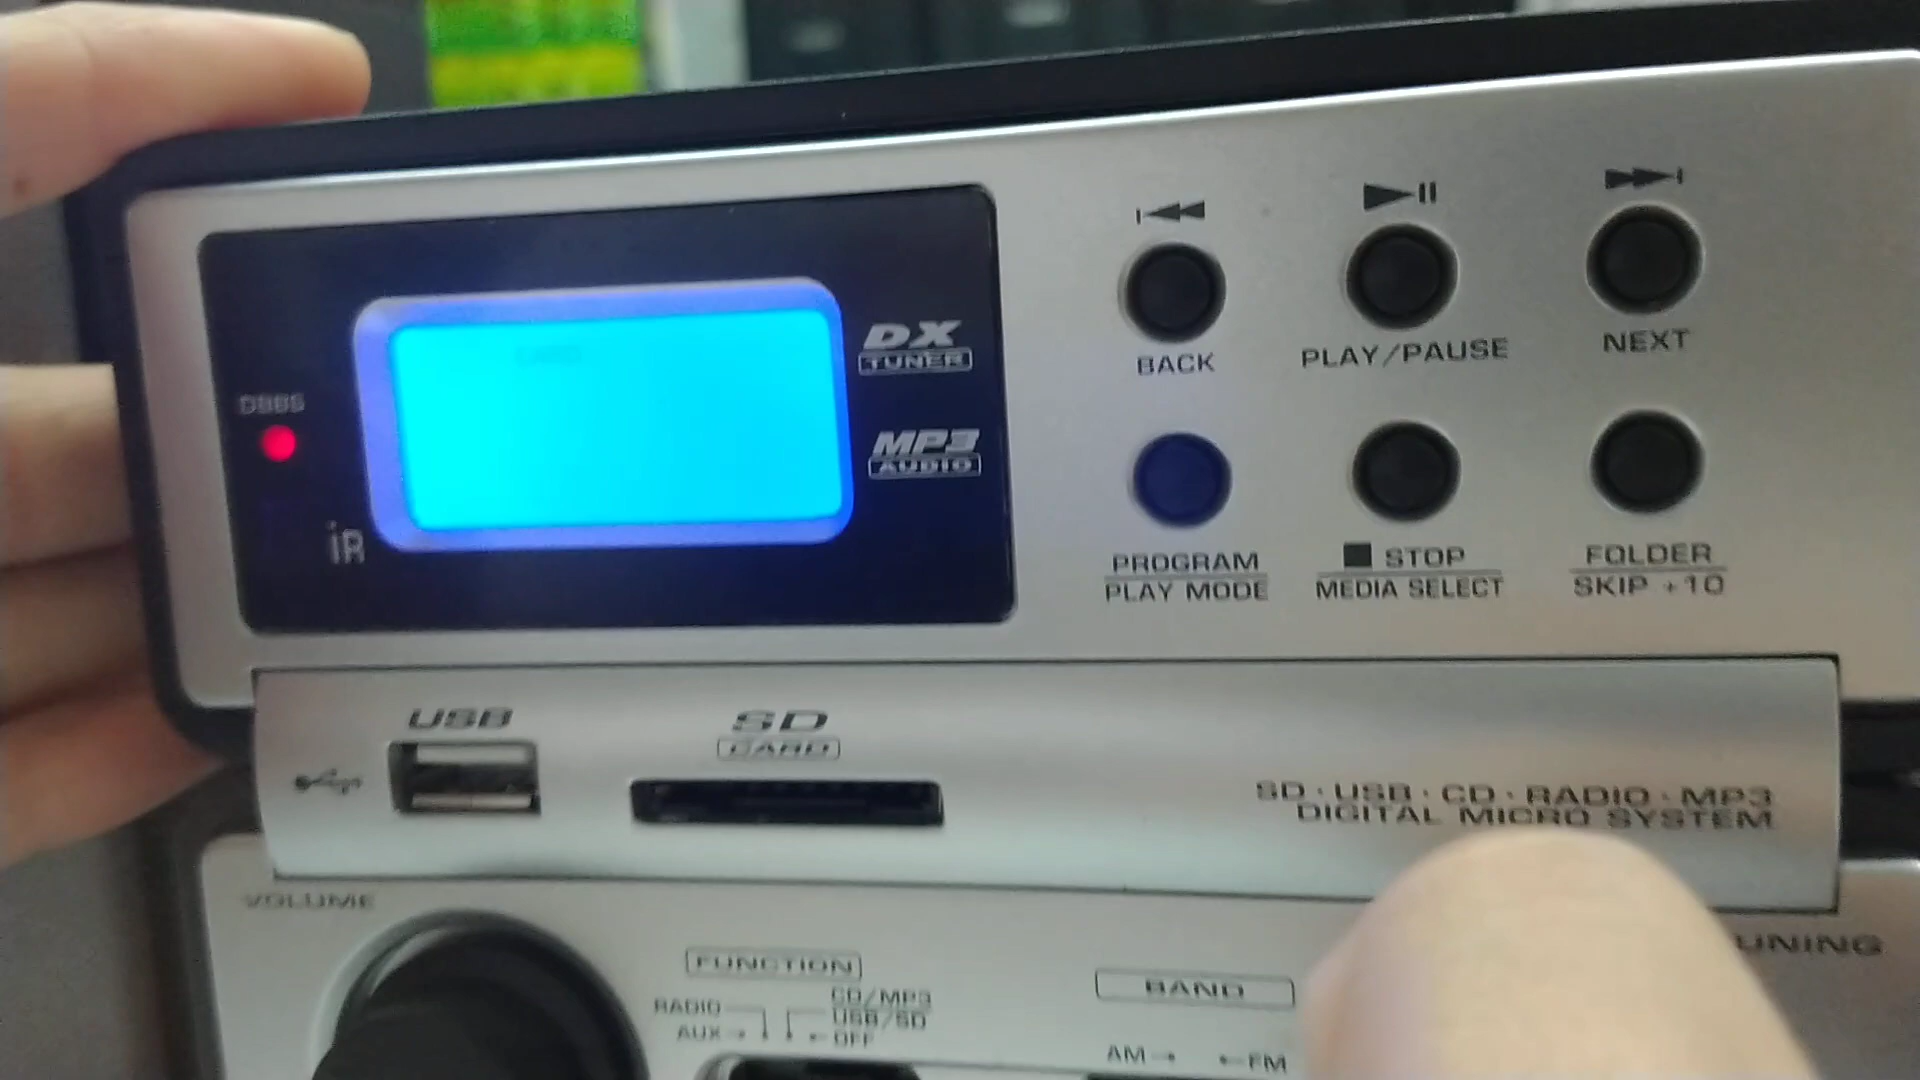 DX
TUNER
DBBS
MP3
AUDIO
iR
BACK
PLAY/PAUSE
NEXT
PROGRAM
PLAY MODE
STOP
MEDIA SELECT
FOLDER
SKIP +10
USB
SD
CARD
SD · USB · CD · RADIO · MP3
DIGITAL MICRO SYSTEM
VOLUME
UNING
FUNCTION
BAND
RADIO
CD/MP3
USB/SD
AUX
OFF
AM
FM